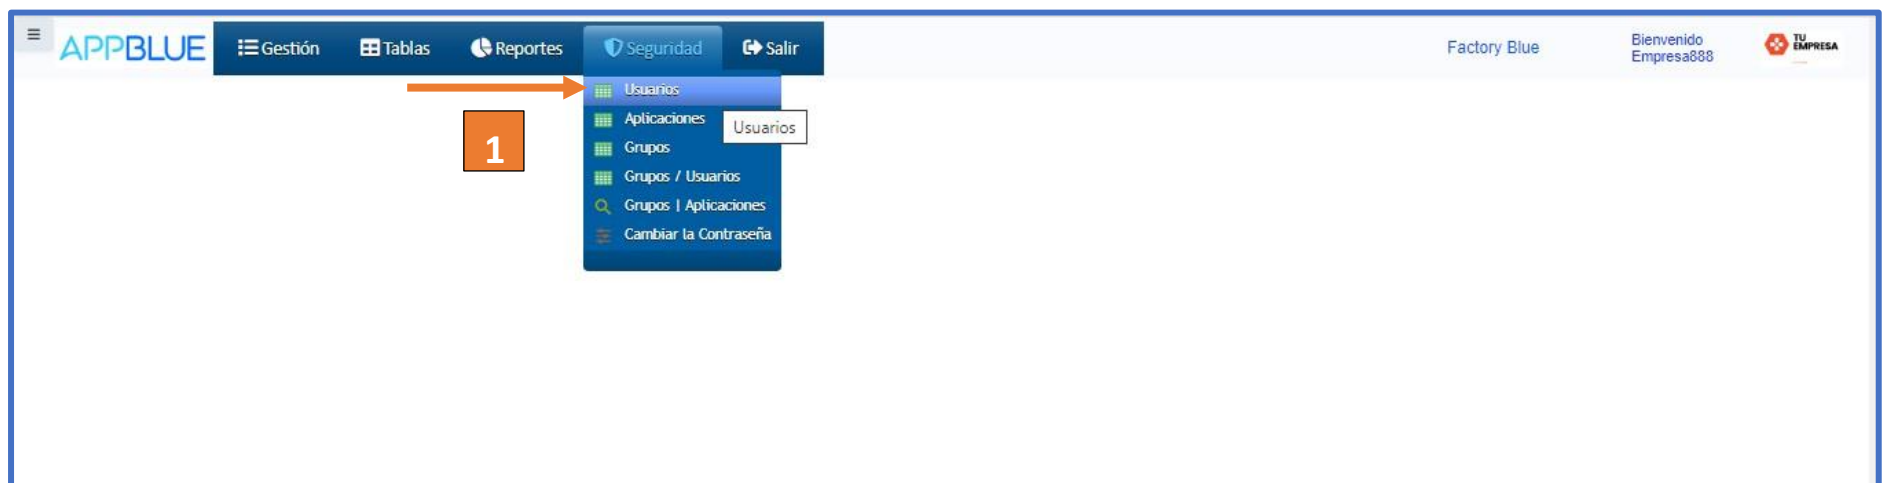 ≡ APPBLUE Gestión Tablas Reportes Seguridad Salir Factory Blue Bienvenido Empresa888 TU EMPRESA
Usuarios
Aplicaciones
Usuarios
1
Grupos
Grupos / Usuarios
Grupos | Aplicaciones
Cambiar la Contraseña